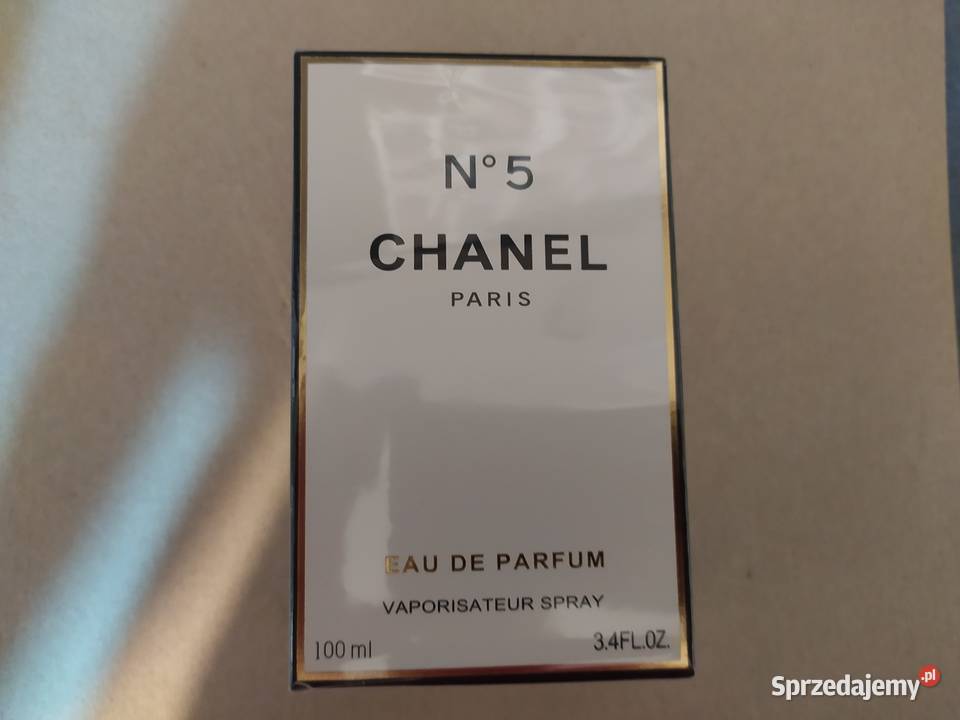 N° 5
CHANEL
PARIS
EAU DE PARFUM
VAPORISATEUR SPRAY
100 ml 3.4FL.OZ.
Sprzedajemy.pl